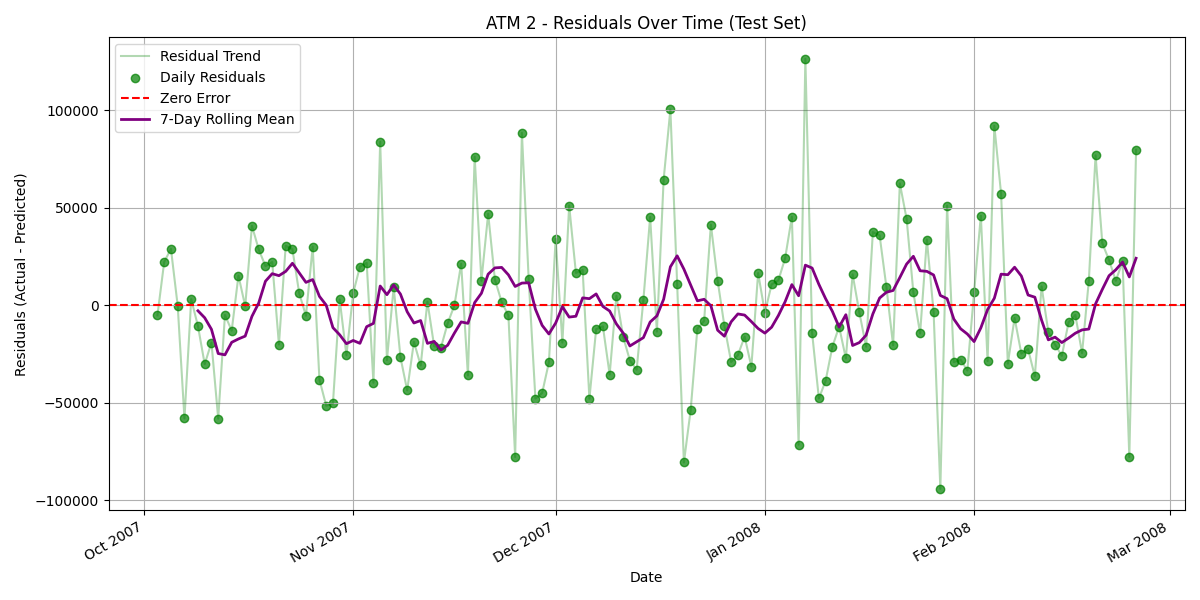 ATM 2 - Residuals Over Time (Test Set)
Residual Trend
Daily Residuals
Zero Error
7-Day Rolling Mean
Residuals (Actual - Predicted)
100000
50000
0
−50000
−100000
Oct 2007
Nov 2007
Dec 2007
Jan 2008
Feb 2008
Mar 2008
Date